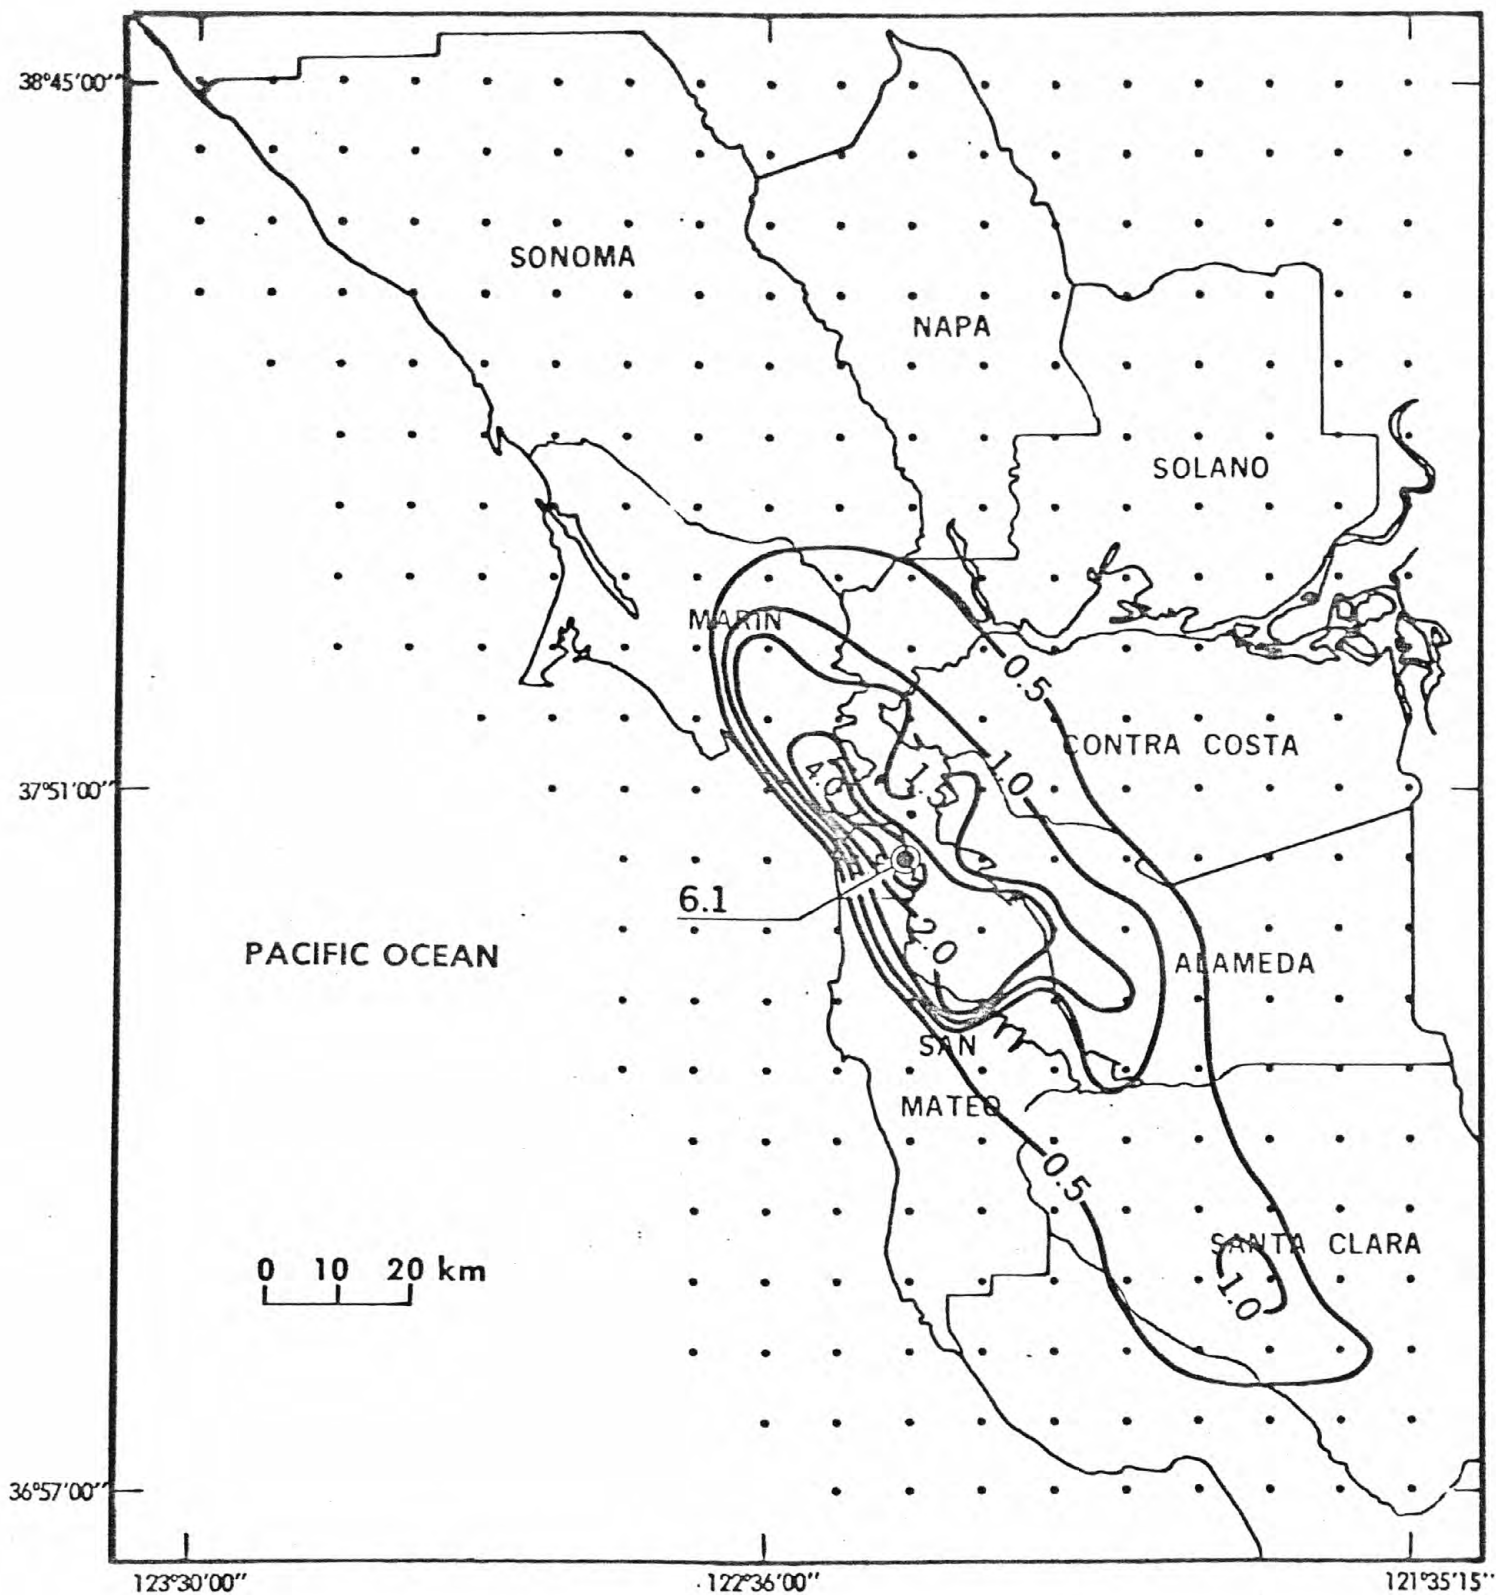 38°45'00"
SONOMA
NAPA
SOLANO
MARIN
0.5
CONTRA COSTA
4.0
1.5
1.0
37°51'00"
6.1
2.0
PACIFIC OCEAN
ALAMEDA
SAN
MATEO
0.5
SANTA CLARA
1.0
0 10 20 km
36°57'00"
123°30'00"
122°36'00"
121°35'15"